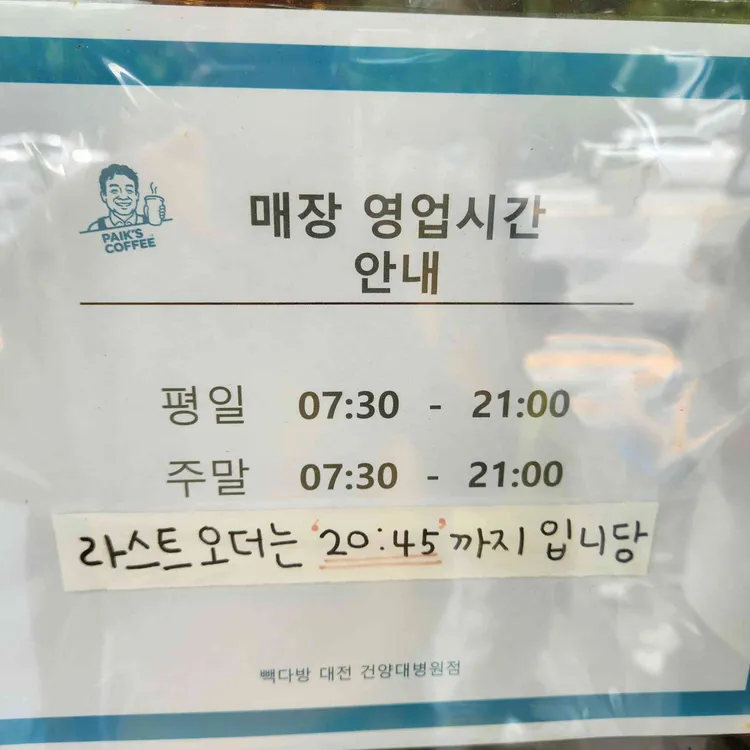 PAIK'S
COFFEE
매장 영업시간
안내
평일 07:30 - 21:00
주말 07:30 - 21:00
라스트오더는 '20:45' 까지 입니당
빽다방 대전 건양대병원점